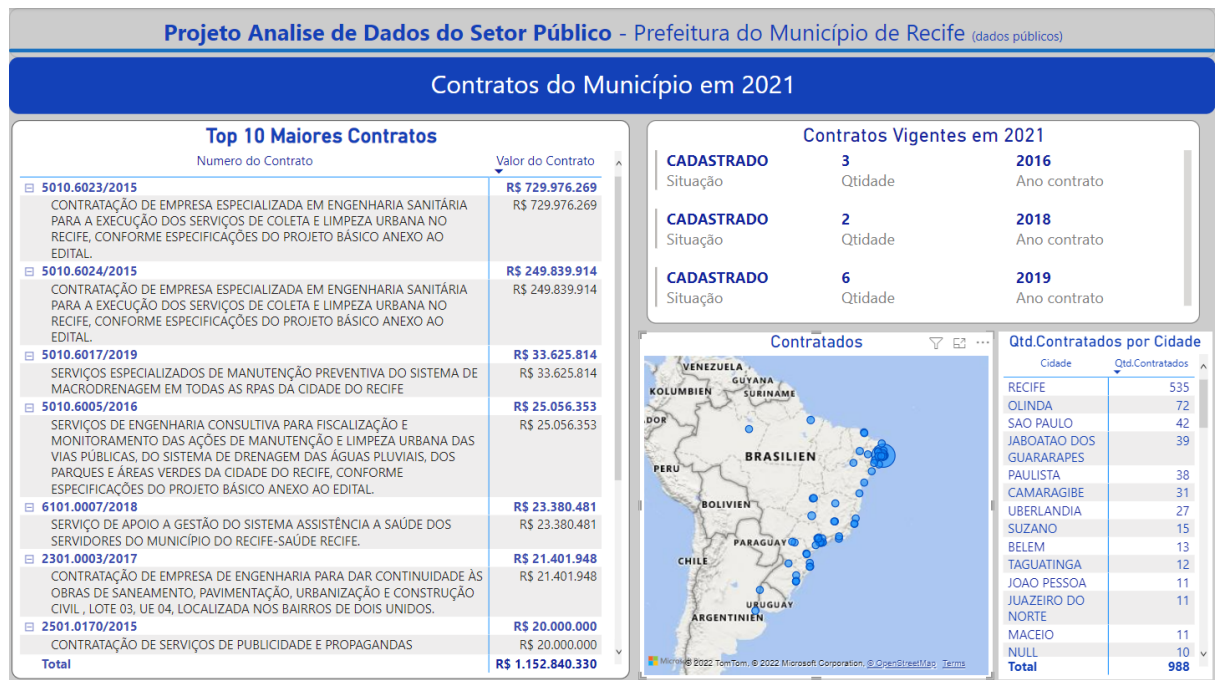 Projeto Analise de Dados do Setor Público - Prefeitura do Município de Recife (dados públicos)
Contratos do Município em 2021
Top 10 Maiores Contratos
Numero do Contrato Valor do Contrato
5010.6023/2015 R$ 729.976.269
CONTRATAÇÃO DE EMPRESA ESPECIALIZADA EM ENGENHARIA SANITÁRIA R$ 729.976.269
PARA A EXECUÇÃO DOS SERVIÇOS DE COLETA E LIMPEZA URBANA NO
RECIFE, CONFORME ESPECIFICAÇÕES DO PROJETO BÁSICO ANEXO AO
EDITAL.
5010.6024/2015 R$ 249.839.914
CONTRATAÇÃO DE EMPRESA ESPECIALIZADA EM ENGENHARIA SANITÁRIA R$ 249.839.914
PARA A EXECUÇÃO DOS SERVIÇOS DE COLETA E LIMPEZA URBANA NO
RECIFE, CONFORME ESPECIFICAÇÕES DO PROJETO BÁSICO ANEXO AO
EDITAL.
5010.6017/2019 R$ 33.625.814
SERVIÇOS ESPECIALIZADOS DE MANUTENÇÃO PREVENTIVA DO SISTEMA DE R$ 33.625.814
MACRODRENAGEM EM TODAS AS RPAS DA CIDADE DO RECIFE
5010.6005/2016 R$ 25.056.353
SERVIÇOS DE ENGENHARIA CONSULTIVA PARA FISCALIZAÇÃO E R$ 25.056.353
MONITORAMENTO DAS AÇÕES DE MANUTENÇÃO E LIMPEZA URBANA DAS
VIAS PÚBLICAS, DO SISTEMA DE DRENAGEM DAS ÁGUAS PLUVIAIS, DOS
PARQUES E ÁREAS VERDES DA CIDADE DO RECIFE, CONFORME
ESPECIFICAÇÕES DO PROJETO BÁSICO ANEXO AO EDITAL.
6101.0007/2018 R$ 23.380.481
SERVIÇO DE APOIO A GESTÃO DO SISTEMA ASSISTÊNCIA A SAÚDE DOS R$ 23.380.481
SERVIDORES DO MUNICÍPIO DO RECIFE-SAÚDE RECIFE.
2301.0003/2017 R$ 21.401.948
CONTRATAÇÃO DE EMPRESA DE ENGENHARIA PARA DAR CONTINUIDADE ÀS R$ 21.401.948
OBRAS DE SANEAMENTO, PAVIMENTAÇÃO, URBANIZAÇÃO E CONSTRUÇÃO
CIVIL , LOTE 03, UE 04, LOCALIZADA NOS BAIRROS DE DOIS UNIDOS.
2501.0170/2015 R$ 20.000.000
CONTRATAÇÃO DE SERVIÇOS DE PUBLICIDADE E PROPAGANDAS R$ 20.000.000
Total R$ 1.152.840.330
Contratos Vigentes em 2021
CADASTRADO 3 2016
Situação Qtidade Ano contrato
CADASTRADO 2 2018
Situação Qtidade Ano contrato
CADASTRADO 6 2019
Situação Qtidade Ano contrato
Contratados
VENEZUELA
GUYANA
KOLUMBIEN SURINAME
DOR
BRASILIEN
PERU
BOLIVIEN
PARAGUAY
CHILE
URUGUAY
ARGENTINIEN
© 2022 TomTom, © 2022 Microsoft Corporation, © OpenStreetMap Terms
Qtd.Contratados por Cidade
Cidade Qtd.Contratados
RECIFE 535
OLINDA 72
SAO PAULO 42
JABOATAO DOS 39
GUARARAPES
PAULISTA 38
CAMARAGIBE 31
UBERLANDIA 27
SUZANO 15
BELEM 13
TAGUATINGA 12
JOAO PESSOA 11
JUAZEIRO DO 11
NORTE
MACEIO 11
NULL 10
Total 988